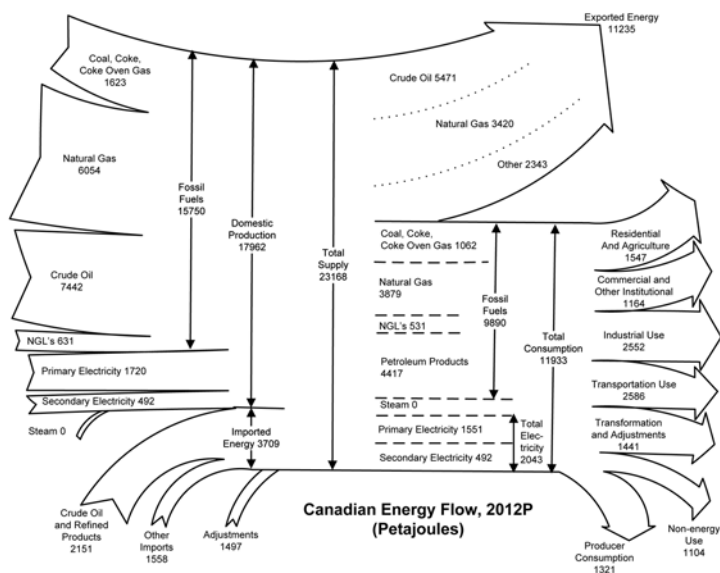 Exported Energy
11235
Coal, Coke,
Coke Oven Gas
1623
Crude Oil 5471
Natural Gas 3420
Other 2343
Natural Gas
6054
Fossil
Fuels
15750
Domestic
Production
17962
Total
Supply
23168
Coal, Coke,
Coke Oven Gas 1062
Natural Gas
3879
NGL's 531
Petroleum Products
4417
Steam 0
Primary Electricity 1551
Secondary Electricity 492
Fossil
Fuels
9890
Total
Consumption
11933
Total
Elec-
tricity
2043
Residential
And Agriculture
1547
Commercial and
Other Institutional
1164
Industrial Use
2552
Transportation Use
2586
Transformation
and Adjustments
1441
Crude Oil
7442
NGL's 631
Primary Electricity 1720
Secondary Electricity 492
Steam 0
Imported
Energy 3709
Crude Oil
and Refined
Products
2151
Other
Imports
1558
Adjustments
1497
Canadian Energy Flow, 2012P
(Petajoules)
Producer
Consumption
1321
Non-energy
Use
1104